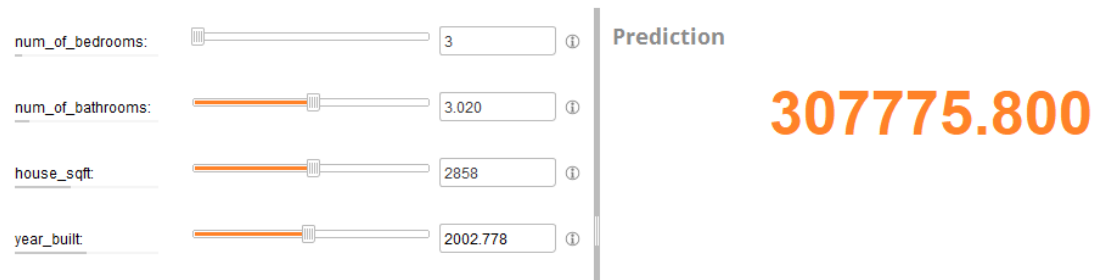 num_of_bedrooms: 3
num_of_bathrooms: 3.020
house_sqft: 2858
year_built: 2002.778
Prediction
307775.800